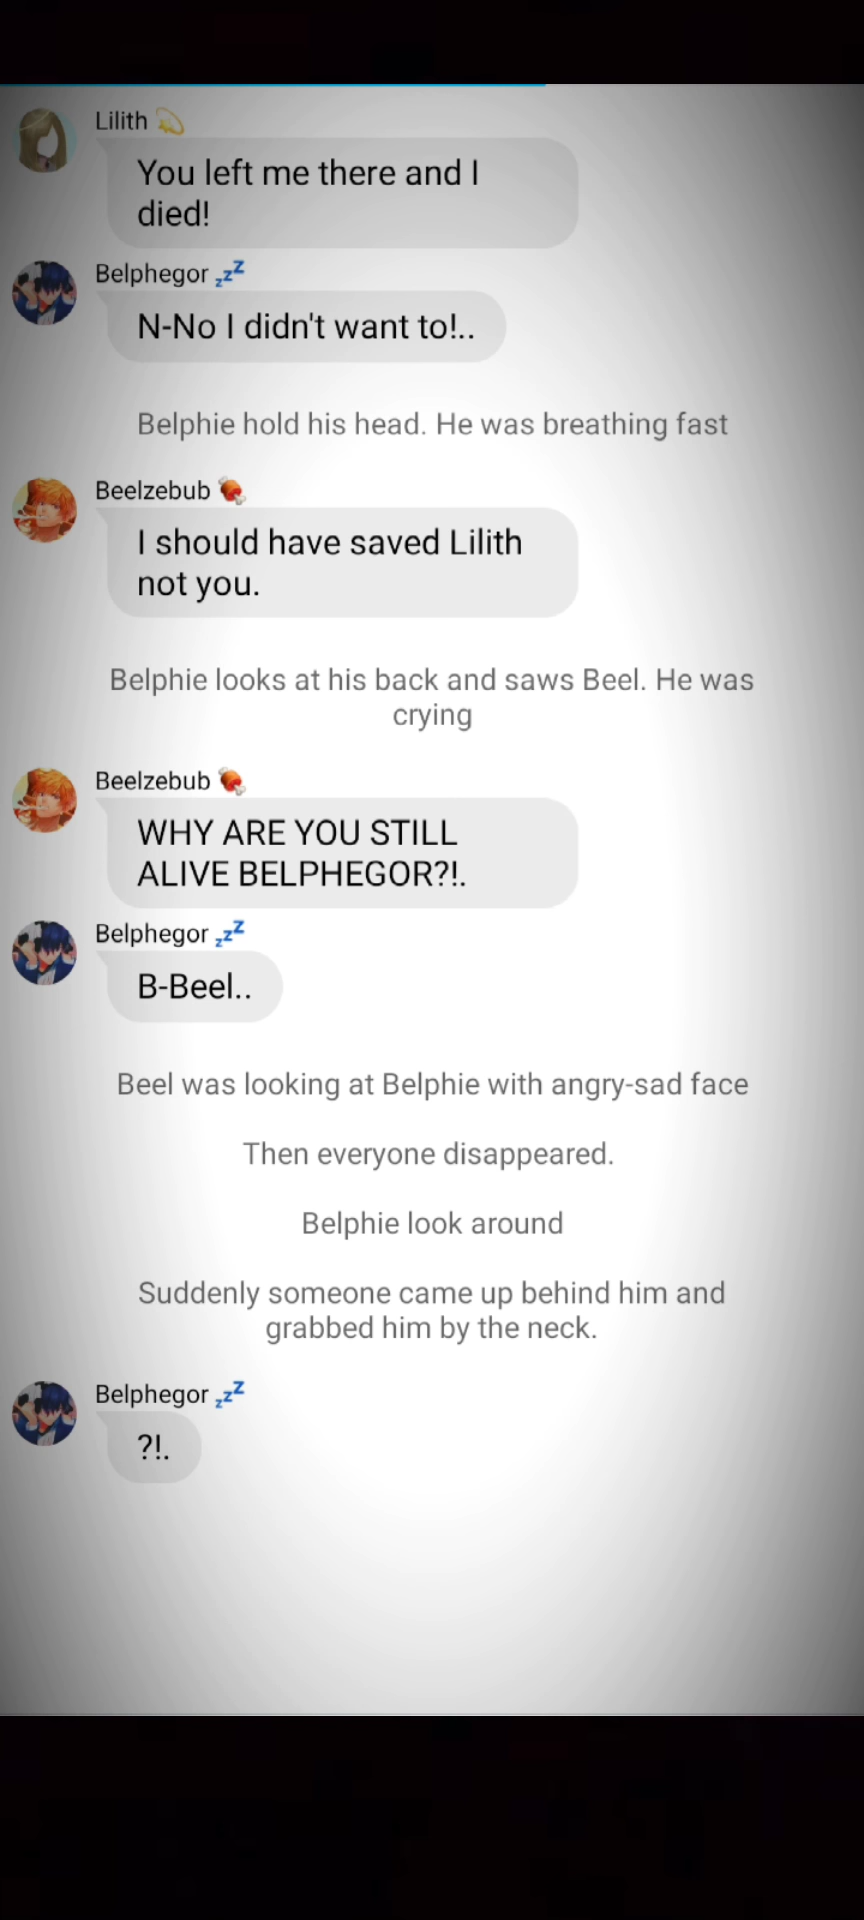 Lilith 💫
You left me there and I
died!
Belphegor 💤
N-No I didn't want to!..
Belphie hold his head. He was breathing fast
Beelzebub 🍖
I should have saved Lilith
not you.
Belphie looks at his back and saws Beel. He was
crying
Beelzebub 🍖
WHY ARE YOU STILL
ALIVE BELPHEGOR?!.
Belphegor 💤
B-Beel..
Beel was looking at Belphie with angry-sad face
Then everyone disappeared.
Belphie look around
Suddenly someone came up behind him and
grabbed him by the neck.
Belphegor 💤
?!.